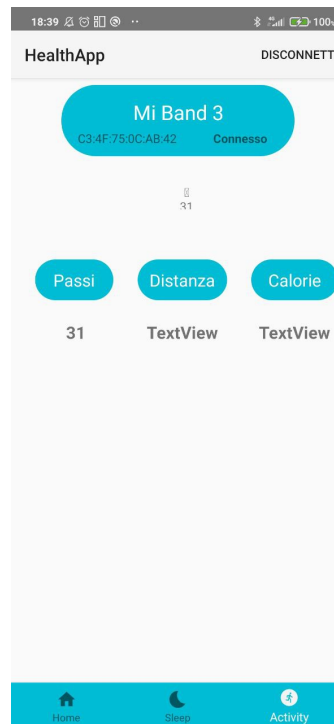 18:39
100%
HealthApp
DISCONNETT
Mi Band 3
C3:4F:75:0C:AB:42 Connesso
31
Passi Distanza Calorie
31 TextView TextView
Home Sleep Activity